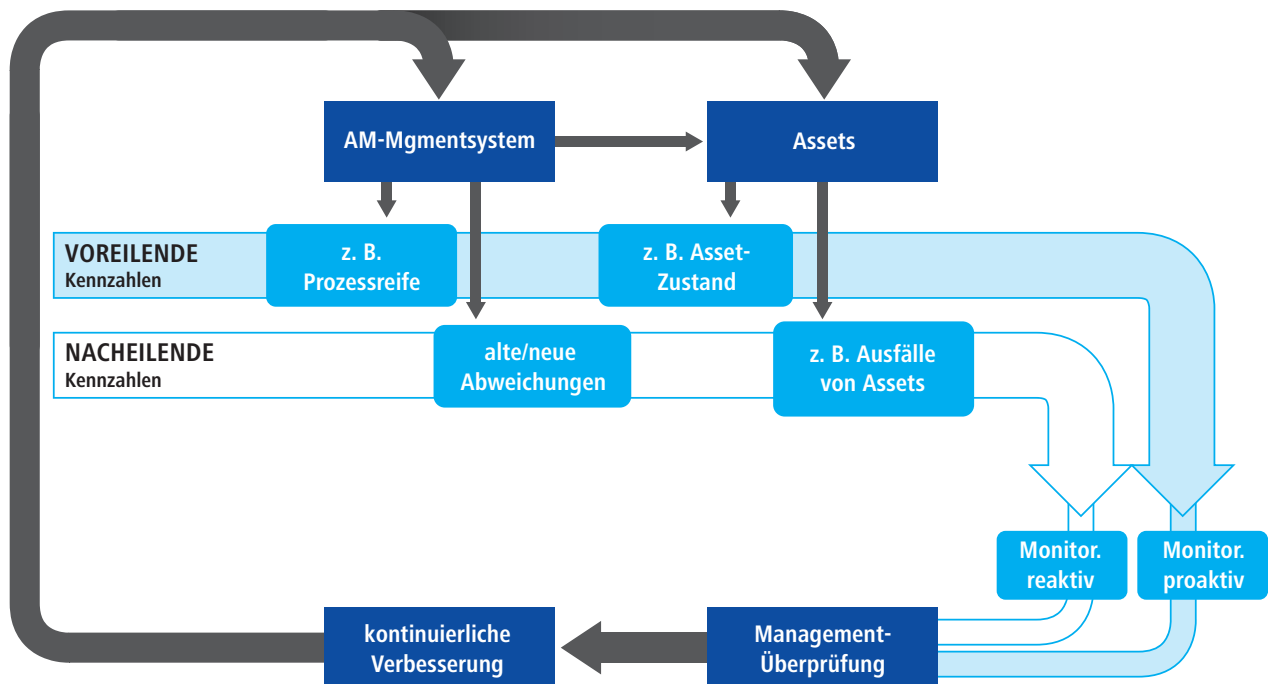 AM-Mgmentsystem
Assets
VOREILENDE
Kennzahlen
z. B.
Prozessreife
z. B. Asset-
Zustand
NACHEILENDE
Kennzahlen
alte/neue
Abweichungen
z. B. Ausfälle
von Assets
Monitor.
reaktiv
Monitor.
proaktiv
kontinuierliche
Verbesserung
Management-
Überprüfung